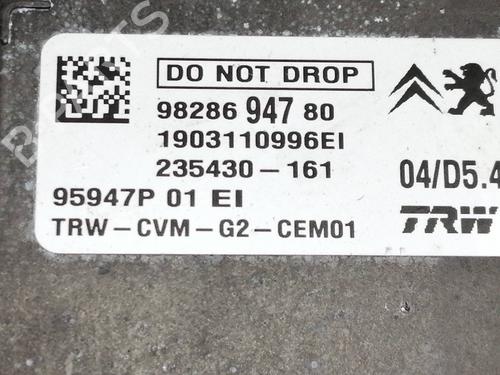 DO NOT DROP
98286 947 80
1903110996EI
235430-161
04/D5.4
95947P 01 EI
TRW
TRW-CVM-G2-CEM01